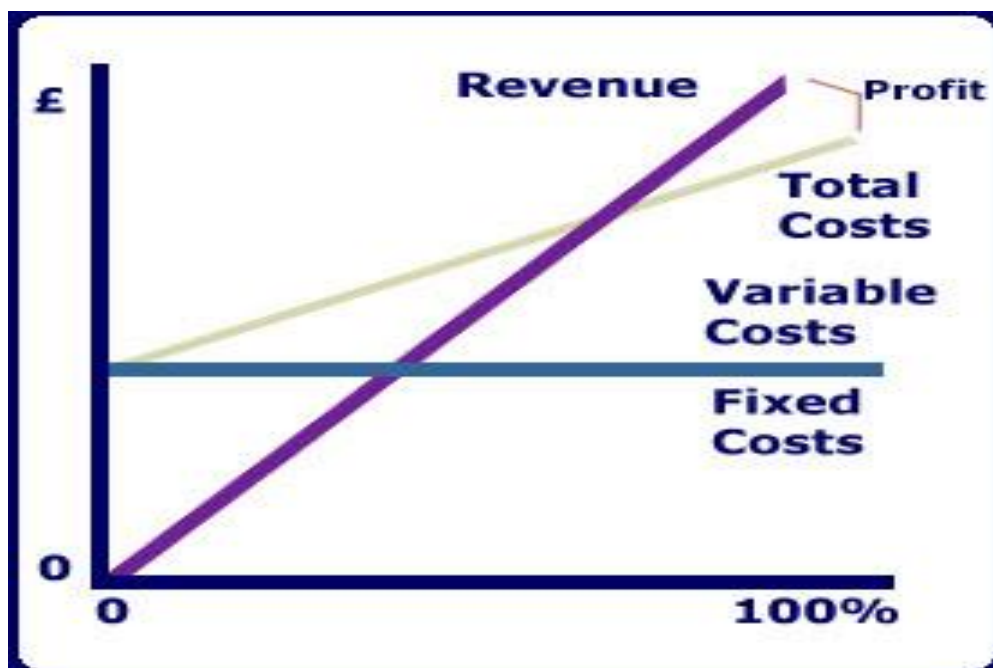 Revenue
Profit
£
Total
Costs
Variable
Costs
Fixed
Costs
0
0
100%